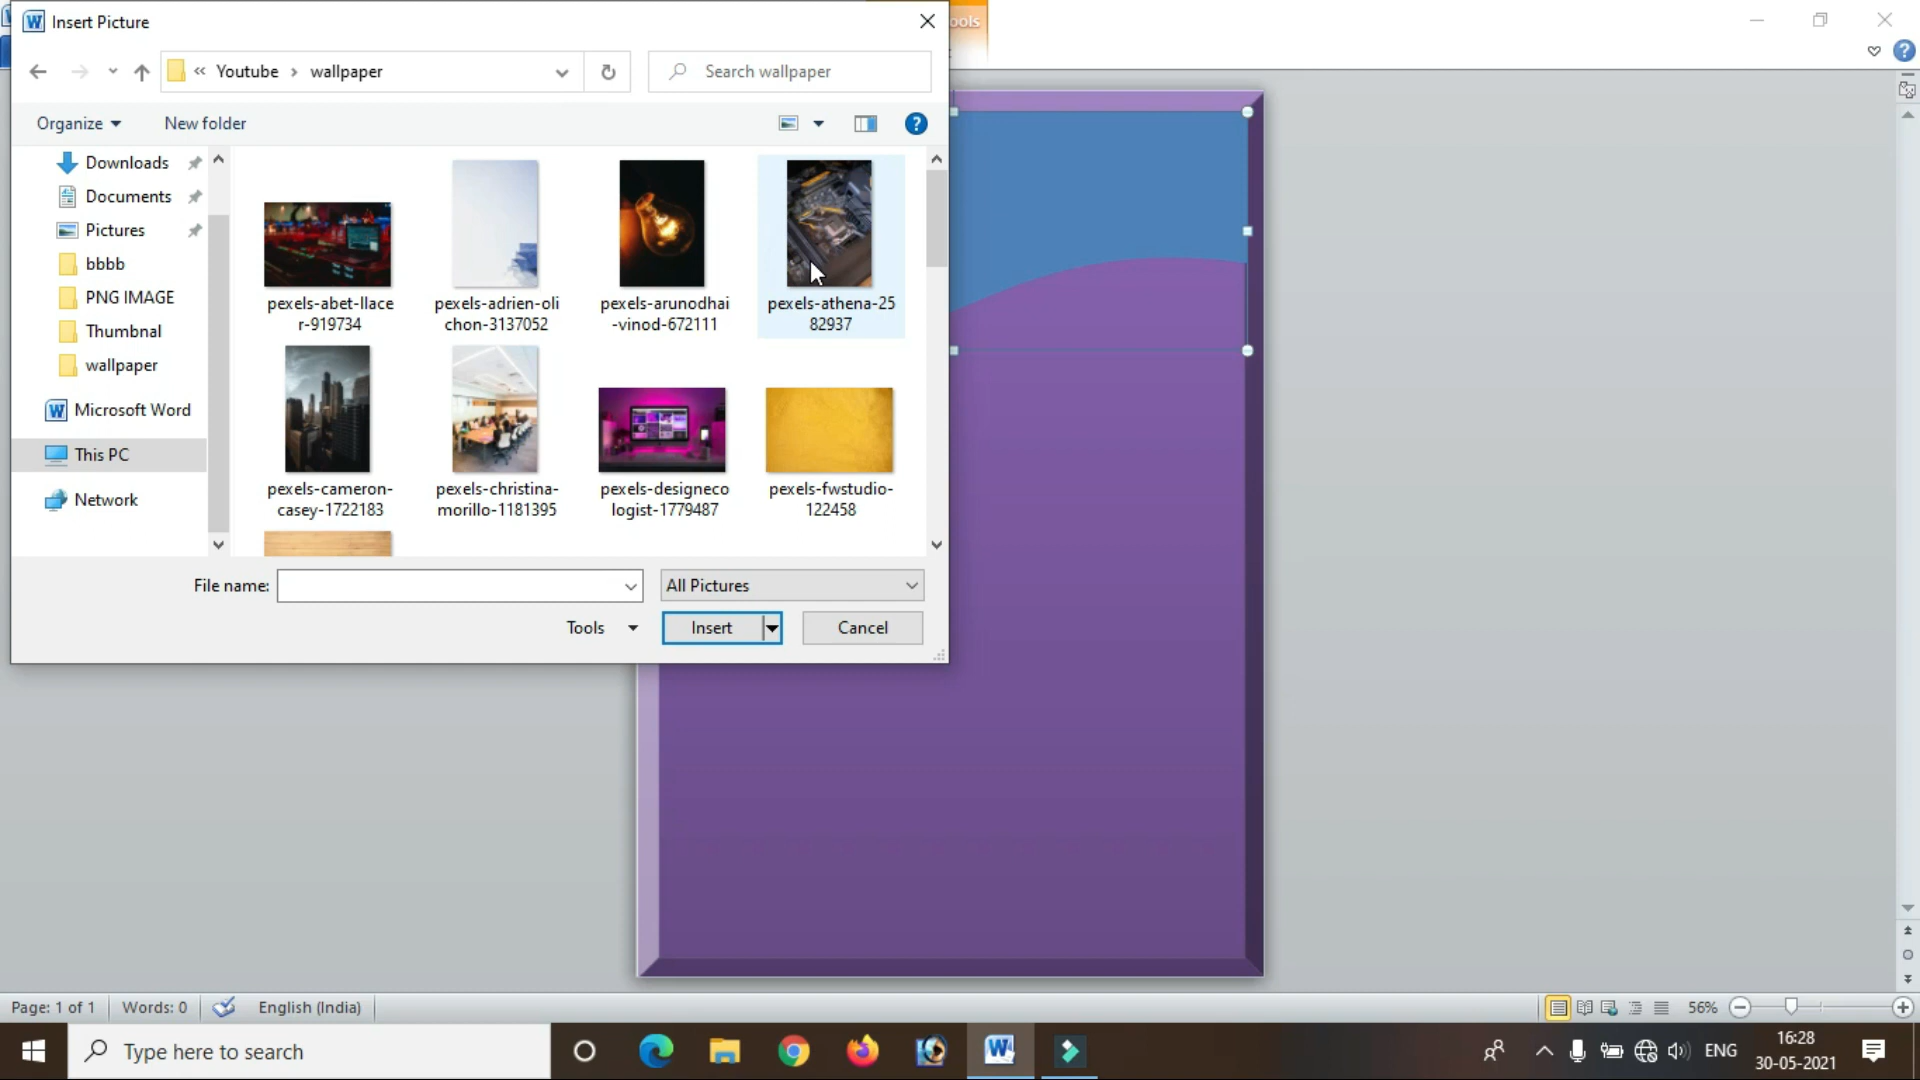 Insert Picture
ools
« Youtube › wallpaper
Search wallpaper
Organize
New folder
Downloads
Documents
Pictures
bbbb
PNG IMAGE
Thumbnail
wallpaper
Microsoft Word
This PC
Network
pexels-abet-llace
r-919734
pexels-adrien-oli
chon-3137052
pexels-arunodhai
-vinod-672111
pexels-athena-25
82937
pexels-cameron-
casey-1722183
pexels-christina-
morillo-1181395
pexels-designeco
logist-1779487
pexels-fwstudio-
122458
File name:
All Pictures
Tools
Insert
Cancel
Page: 1 of 1
Words: 0
English (India)
56%
Type here to search
ENG
16:28
30-05-2021